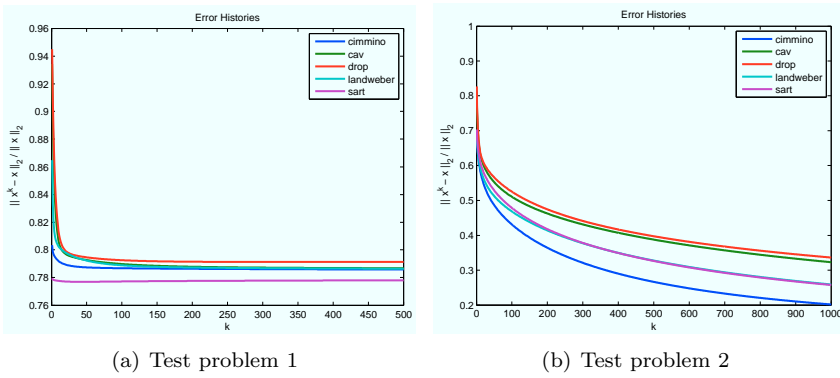 Error Histories
0.96
0.94
0.92
0.9
0.88
0.86
0.84
0.82
0.8
0.78
0.76
|| x^k − x ||_2 / || x ||_2
cimmino
cav
drop
landweber
sart
0 50 100 150 200 250 300 350 400 450 500
k
(a) Test problem 1
Error Histories
1
0.9
0.8
0.7
0.6
0.5
0.4
0.3
0.2
|| x^k − x ||_2 / || x ||_2
cimmino
cav
drop
landweber
sart
0 100 200 300 400 500 600 700 800 900 1000
k
(b) Test problem 2